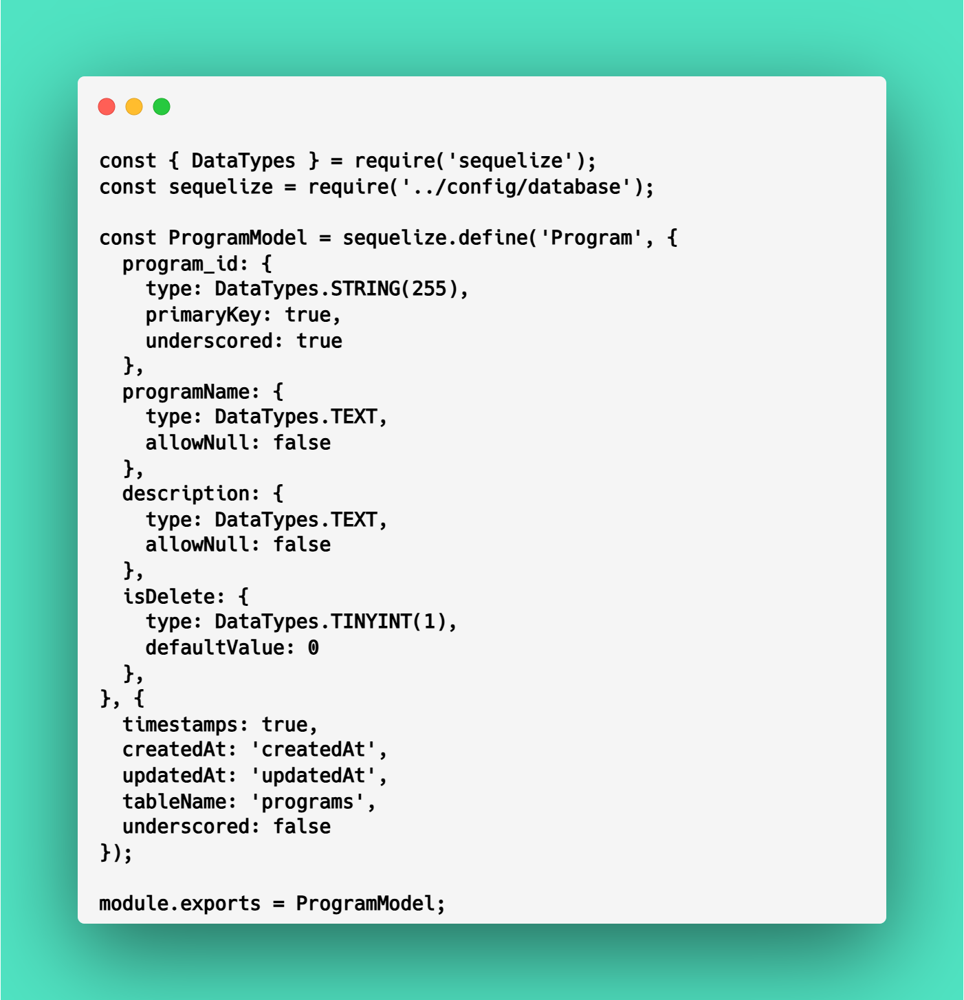 const { DataTypes } = require('sequelize');
const sequelize = require('../config/database');

const ProgramModel = sequelize.define('Program', {
  program_id: {
    type: DataTypes.STRING(255),
    primaryKey: true,
    underscored: true
  },
  programName: {
    type: DataTypes.TEXT,
    allowNull: false
  },
  description: {
    type: DataTypes.TEXT,
    allowNull: false
  },
  isDelete: {
    type: DataTypes.TINYINT(1),
    defaultValue: 0
  },
}, {
  timestamps: true,
  createdAt: 'createdAt',
  updatedAt: 'updatedAt',
  tableName: 'programs',
  underscored: false
});

module.exports = ProgramModel;